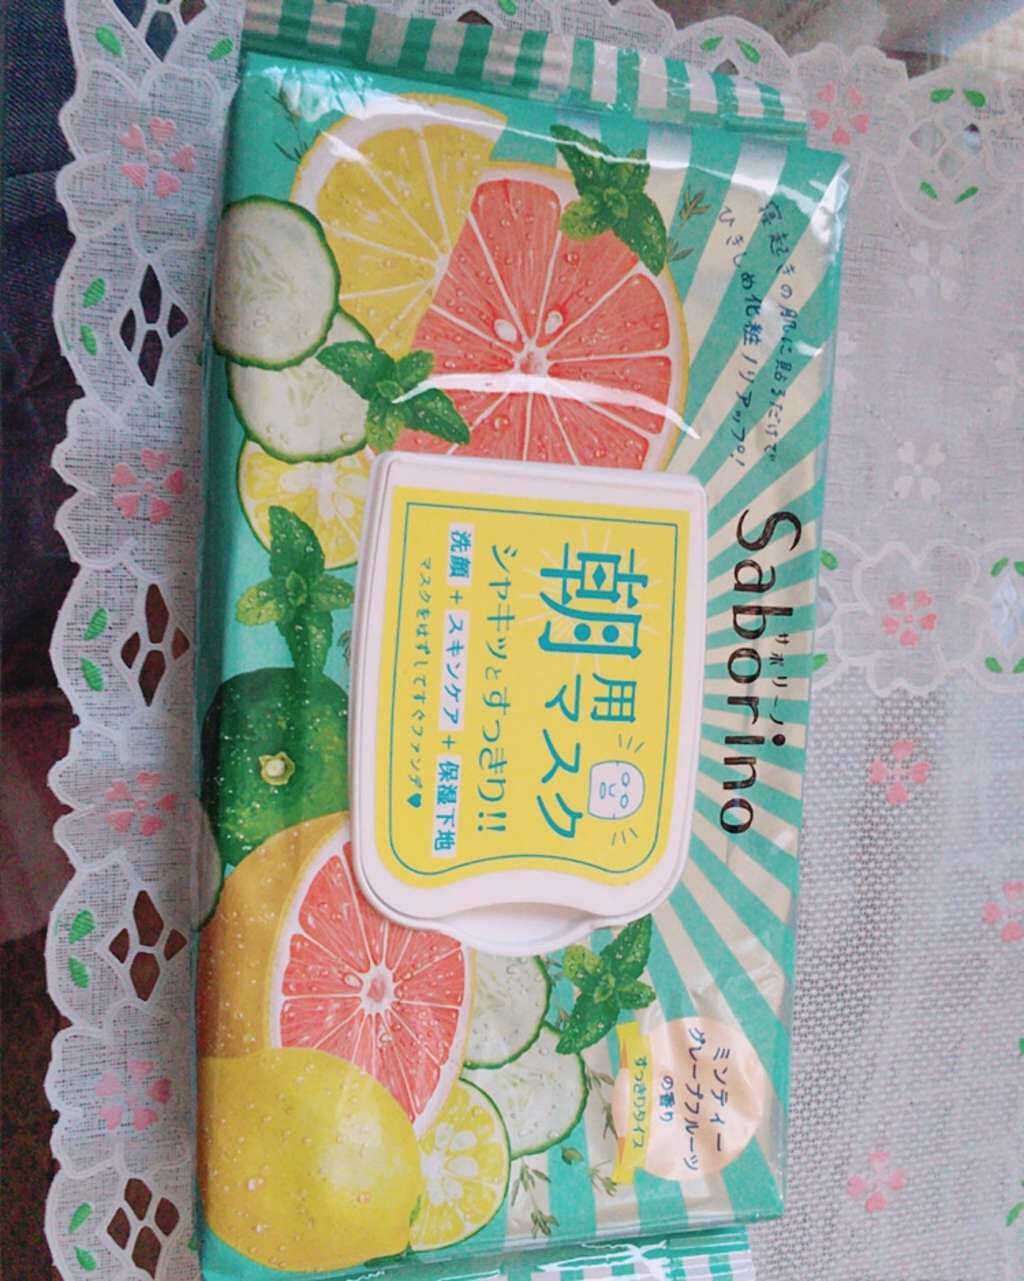 寝起きの肌に貼るだけで
ひきしめ化粧ノリアップ!
サボリーノ
Saborino
朝用マスク
シャキッとすっきり!!
洗顔 + スキンケア + 保湿下地
マスクをはずしてすぐファンデ♥
ミンティー
グレープフルーツ
の香り
すっきりタイプ